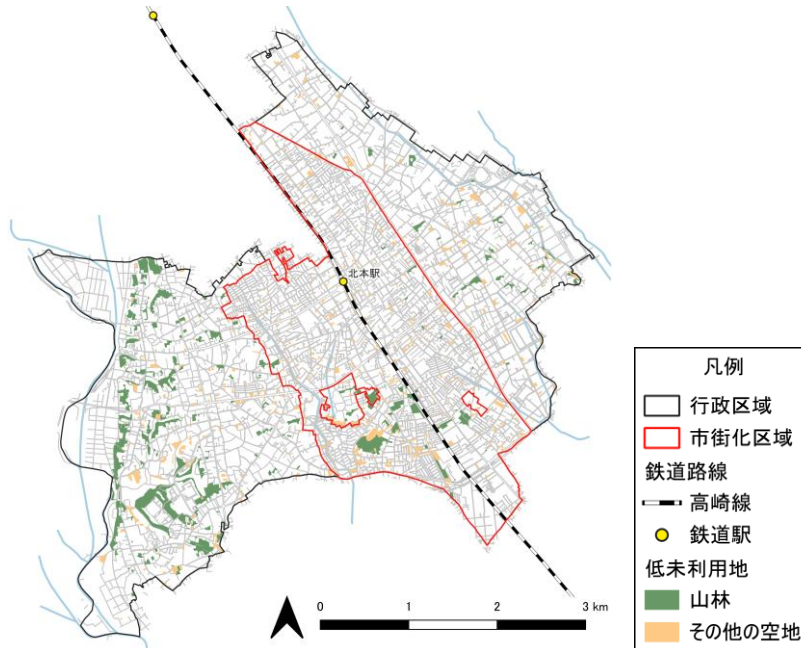 北本駅
凡例
行政区域
市街化区域
鉄道路線
高崎線
鉄道駅
低未利用地
山林
その他の空地
0 1 2 3 km